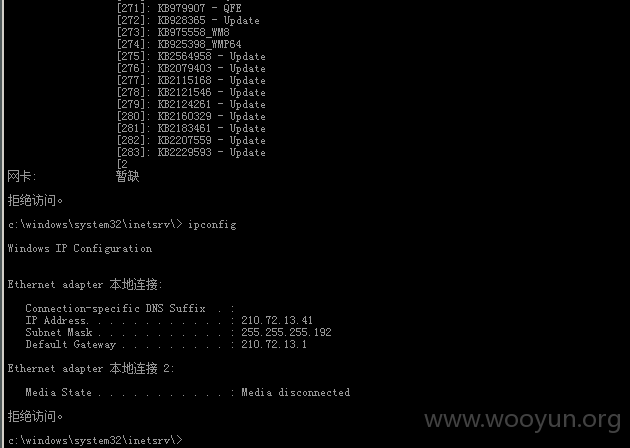 [271]: KB979907 - QFE
[272]: KB928365 - Update
[273]: KB975558_WM8
[274]: KB925398_WMP64
[275]: KB2564958 - Update
[276]: KB2079403 - Update
[277]: KB2115168 - Update
[278]: KB2121546 - Update
[279]: KB2124261 - Update
[280]: KB2160329 - Update
[281]: KB2183461 - Update
[282]: KB2207559 - Update
[283]: KB2229593 - Update
[2
网卡: 暂缺
拒绝访问。
c:\windows\system32\inetsrv\> ipconfig
Windows IP Configuration
Ethernet adapter 本地连接:
Connection-specific DNS Suffix . :
IP Address. . . . . . . . . . . . : 210.72.13.41
Subnet Mask . . . . . . . . . . . : 255.255.255.192
Default Gateway . . . . . . . . . : 210.72.13.1
Ethernet adapter 本地连接 2:
Media State . . . . . . . . . . . : Media disconnected
拒绝访问。
c:\windows\system32\inetsrv\>
www.wooyun.org